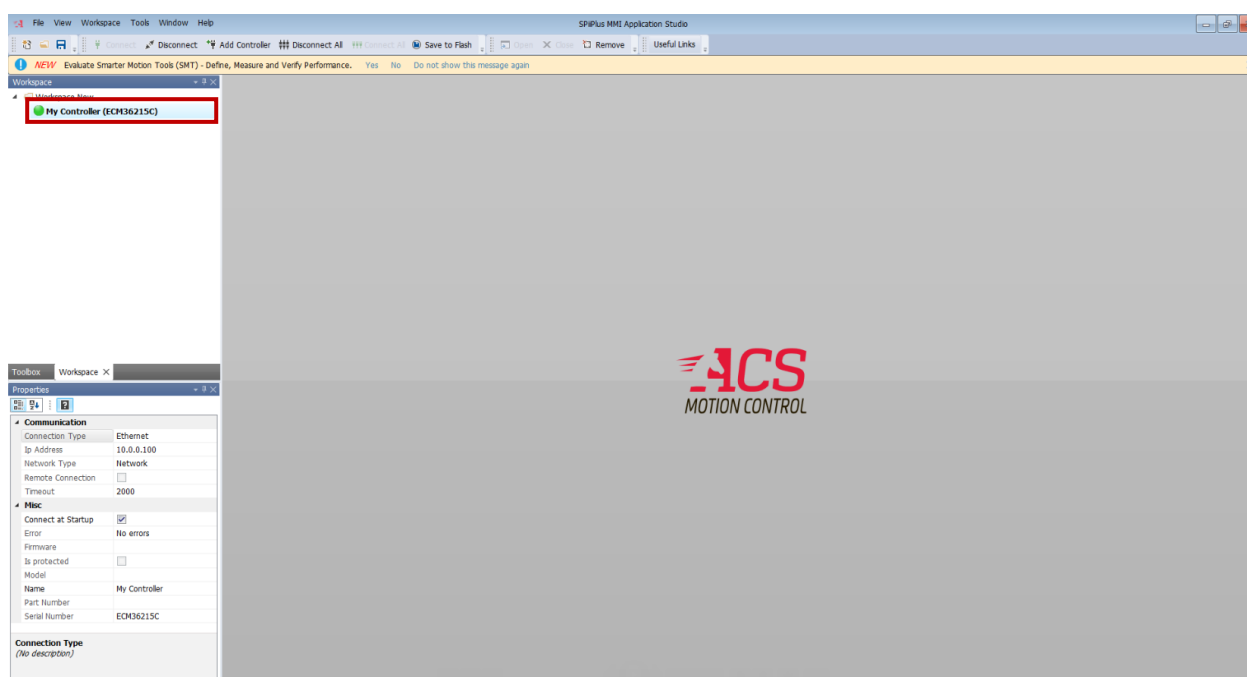 File View Workspace Tools Window Help
SPiiPlus MMI Application Studio
Connect Disconnect Add Controller Disconnect All Connect All Save to Flash Open Close Remove Useful Links
NEW Evaluate Smarter Motion Tools (SMT) - Define, Measure and Verify Performance. Yes No Do not show this message again
Workspace
Workspace New
My Controller (ECM36215C)
Toolbox Workspace
Properties
Communication
Connection Type Ethernet
Ip Address 10.0.0.100
Network Type Network
Remote Connection
Timeout 2000
Misc
Connect at Startup
Error No errors
Firmware
Is protected
Model
Name My Controller
Part Number
Serial Number ECM36215C
Connection Type
(No description)
ACS
MOTION CONTROL